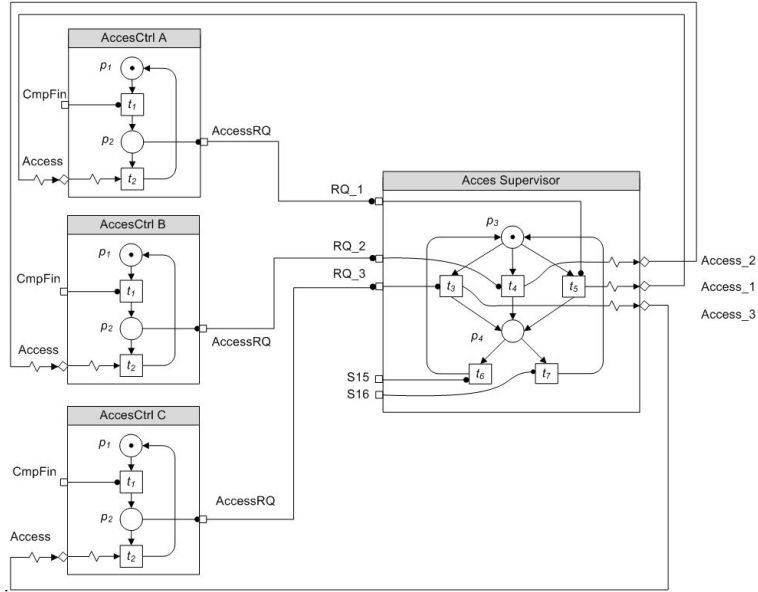 AccesCtrl A
p1
CmpFin
t1
p2
AccessRQ
Access
t2
AccesCtrl B
p1
CmpFin
t1
p2
AccessRQ
Access
t2
AccesCtrl C
p1
CmpFin
t1
p2
AccessRQ
Access
t2
Acces Supervisor
RQ_1
p3
RQ_2
RQ_3
t3
t4
t5
Access_2
Access_1
Access_3
p4
S15
S16
t6
t7